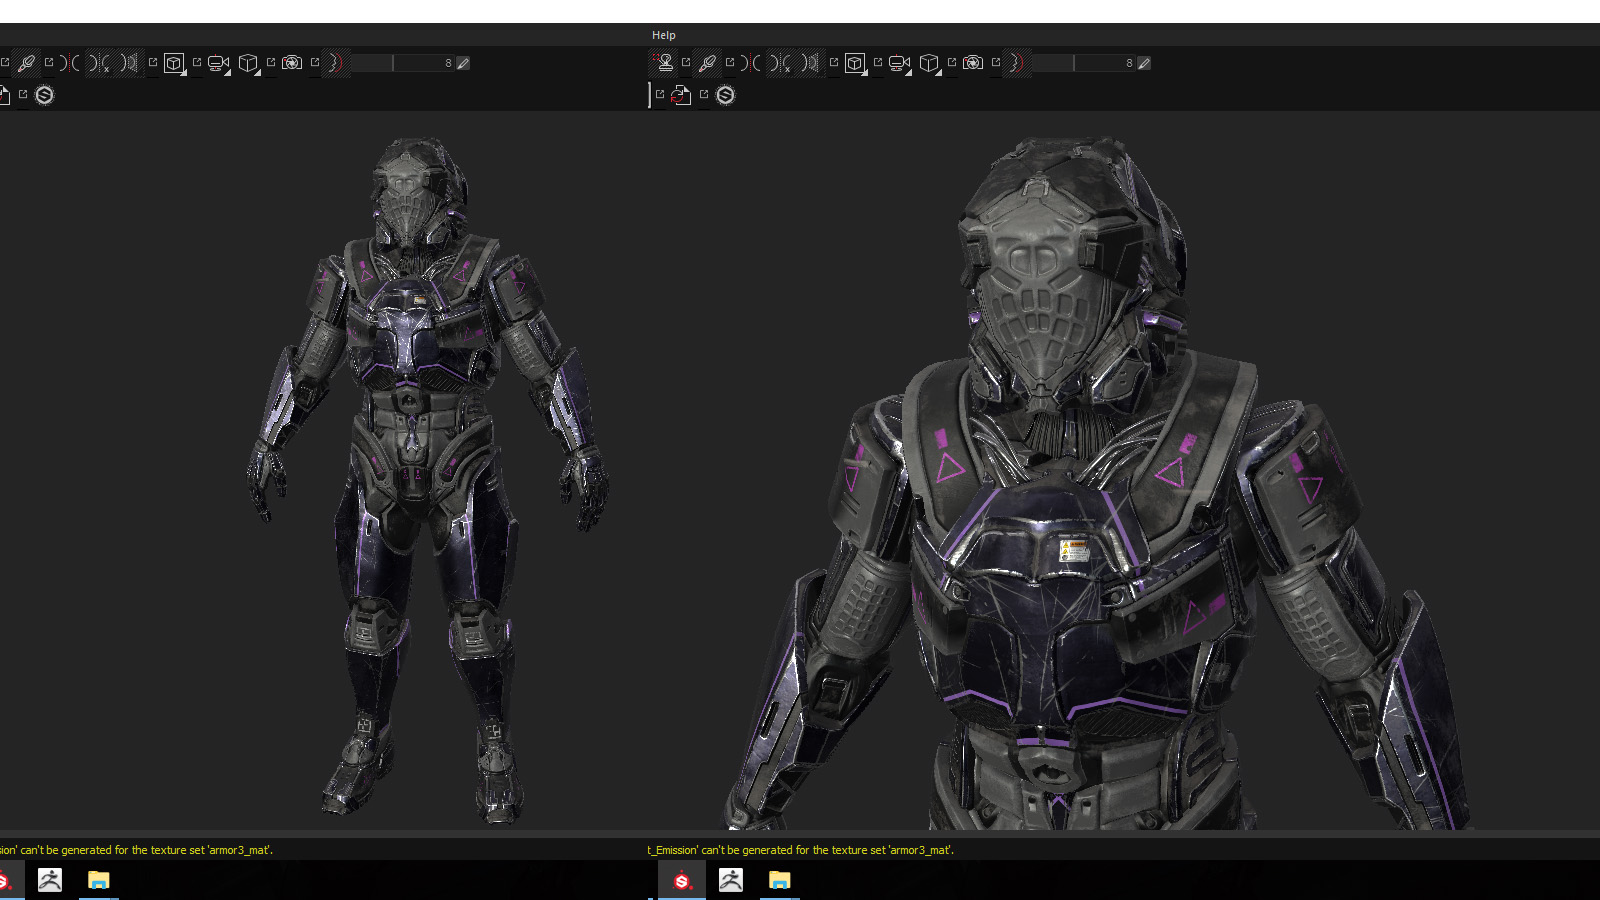 Help
8
8
ion' can't be generated for the texture set 'armor3_mat'.
t_Emission' can't be generated for the texture set 'armor3_mat'.